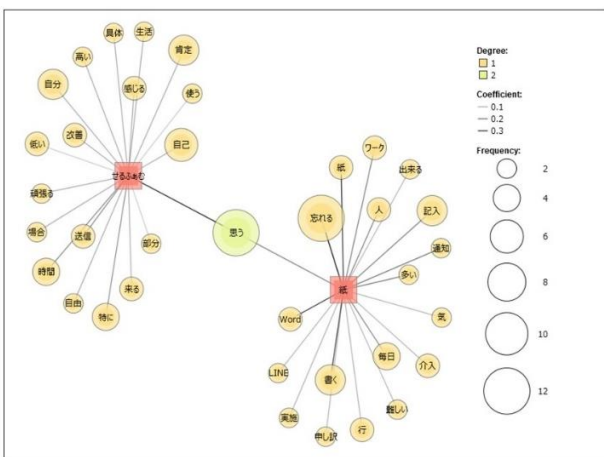 具体
生活
高い
肯定
自分
感じる
使う
改善
低い
自己
せるふぁむ
頑張る
場合
送信
部分
時間
自由
特に
来る
思う
紙
ワーク
出来る
忘れる
人
記入
通知
多い
紙
Word
気
LINE
書く
毎日
介入
実施
申し訳
行
難しい
Degree:
1
2
Coefficient:
0.1
0.2
0.3
Frequency:
2
4
6
8
10
12